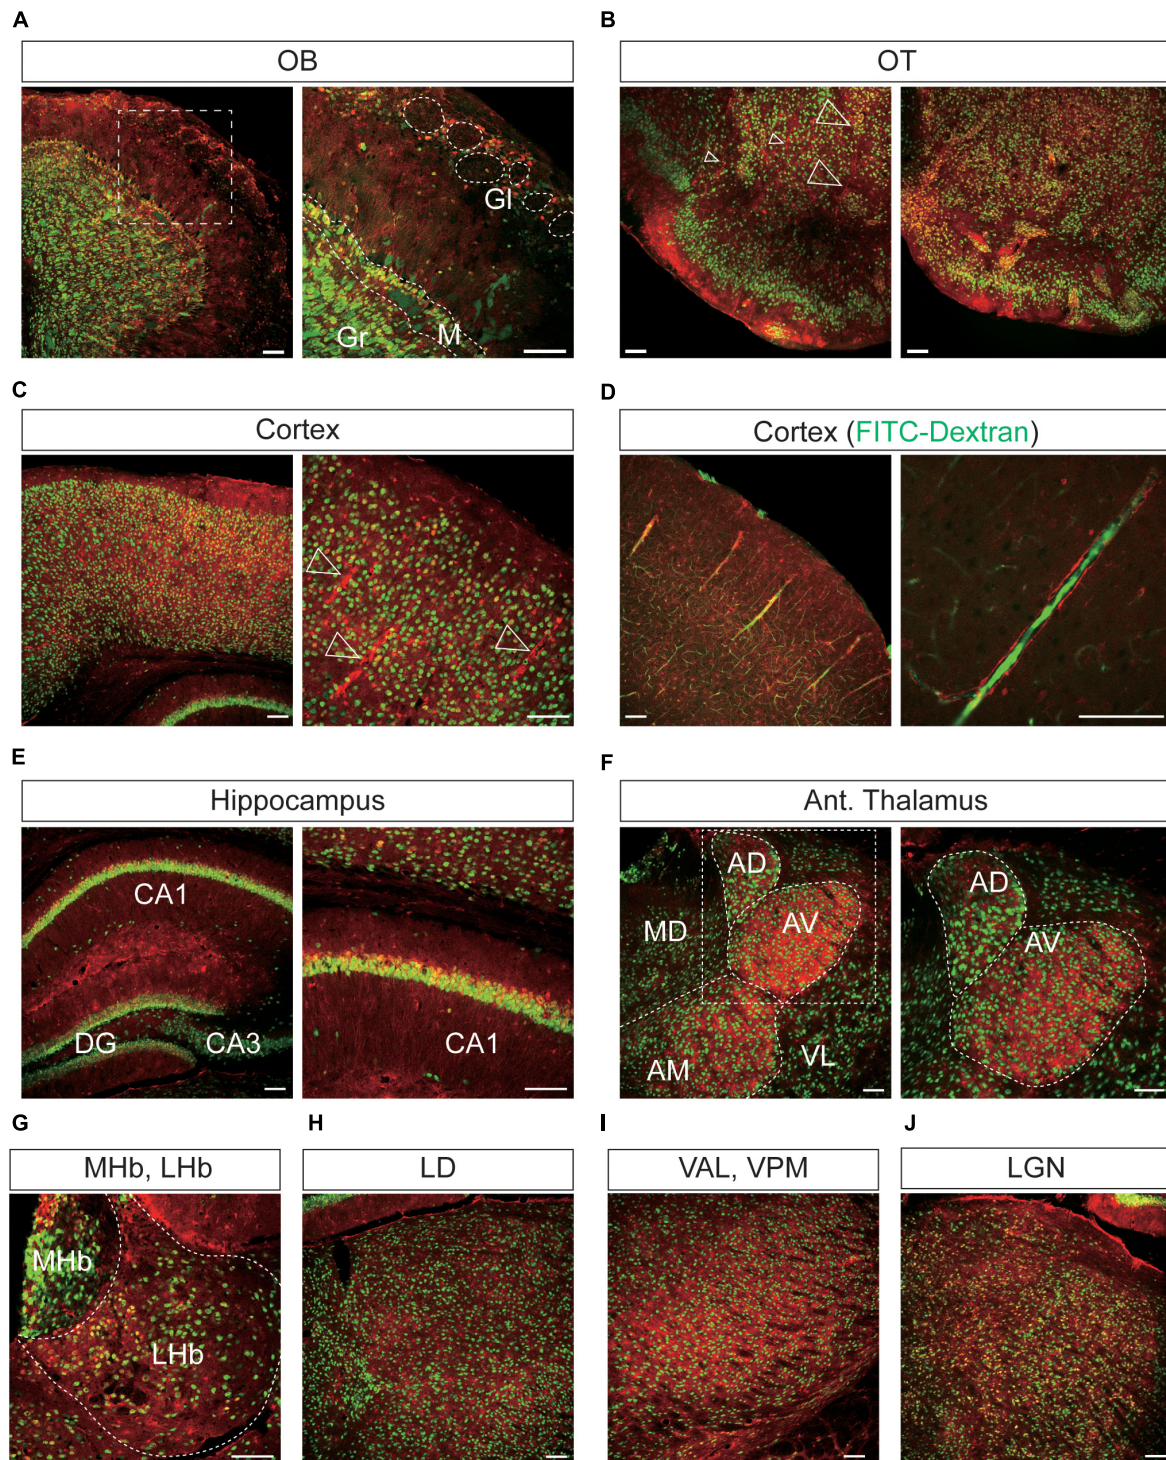 A
OB
Gl
Gr
M
B
OT
C
Cortex
D
Cortex (FITC-Dextran)
E
Hippocampus
CA1
DG
CA3
CA1
F
Ant. Thalamus
AD
MD
AV
AM
VL
AD
AV
G
MHb, LHb
MHb
LHb
H
LD
I
VAL, VPM
J
LGN